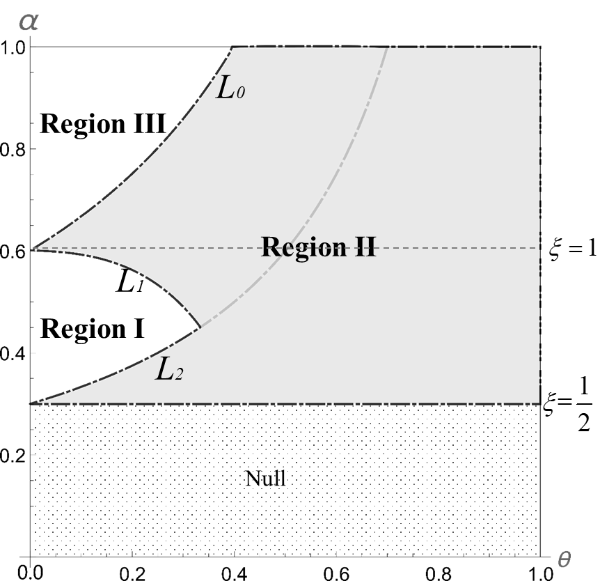 α
1.0
L₀
Region III
0.8
0.6
Region II
ξ = 1
L₁
Region I
0.4
L₂
ξ = 1/2
0.2
Null
0.0 0.2 0.4 0.6 0.8 1.0 θ